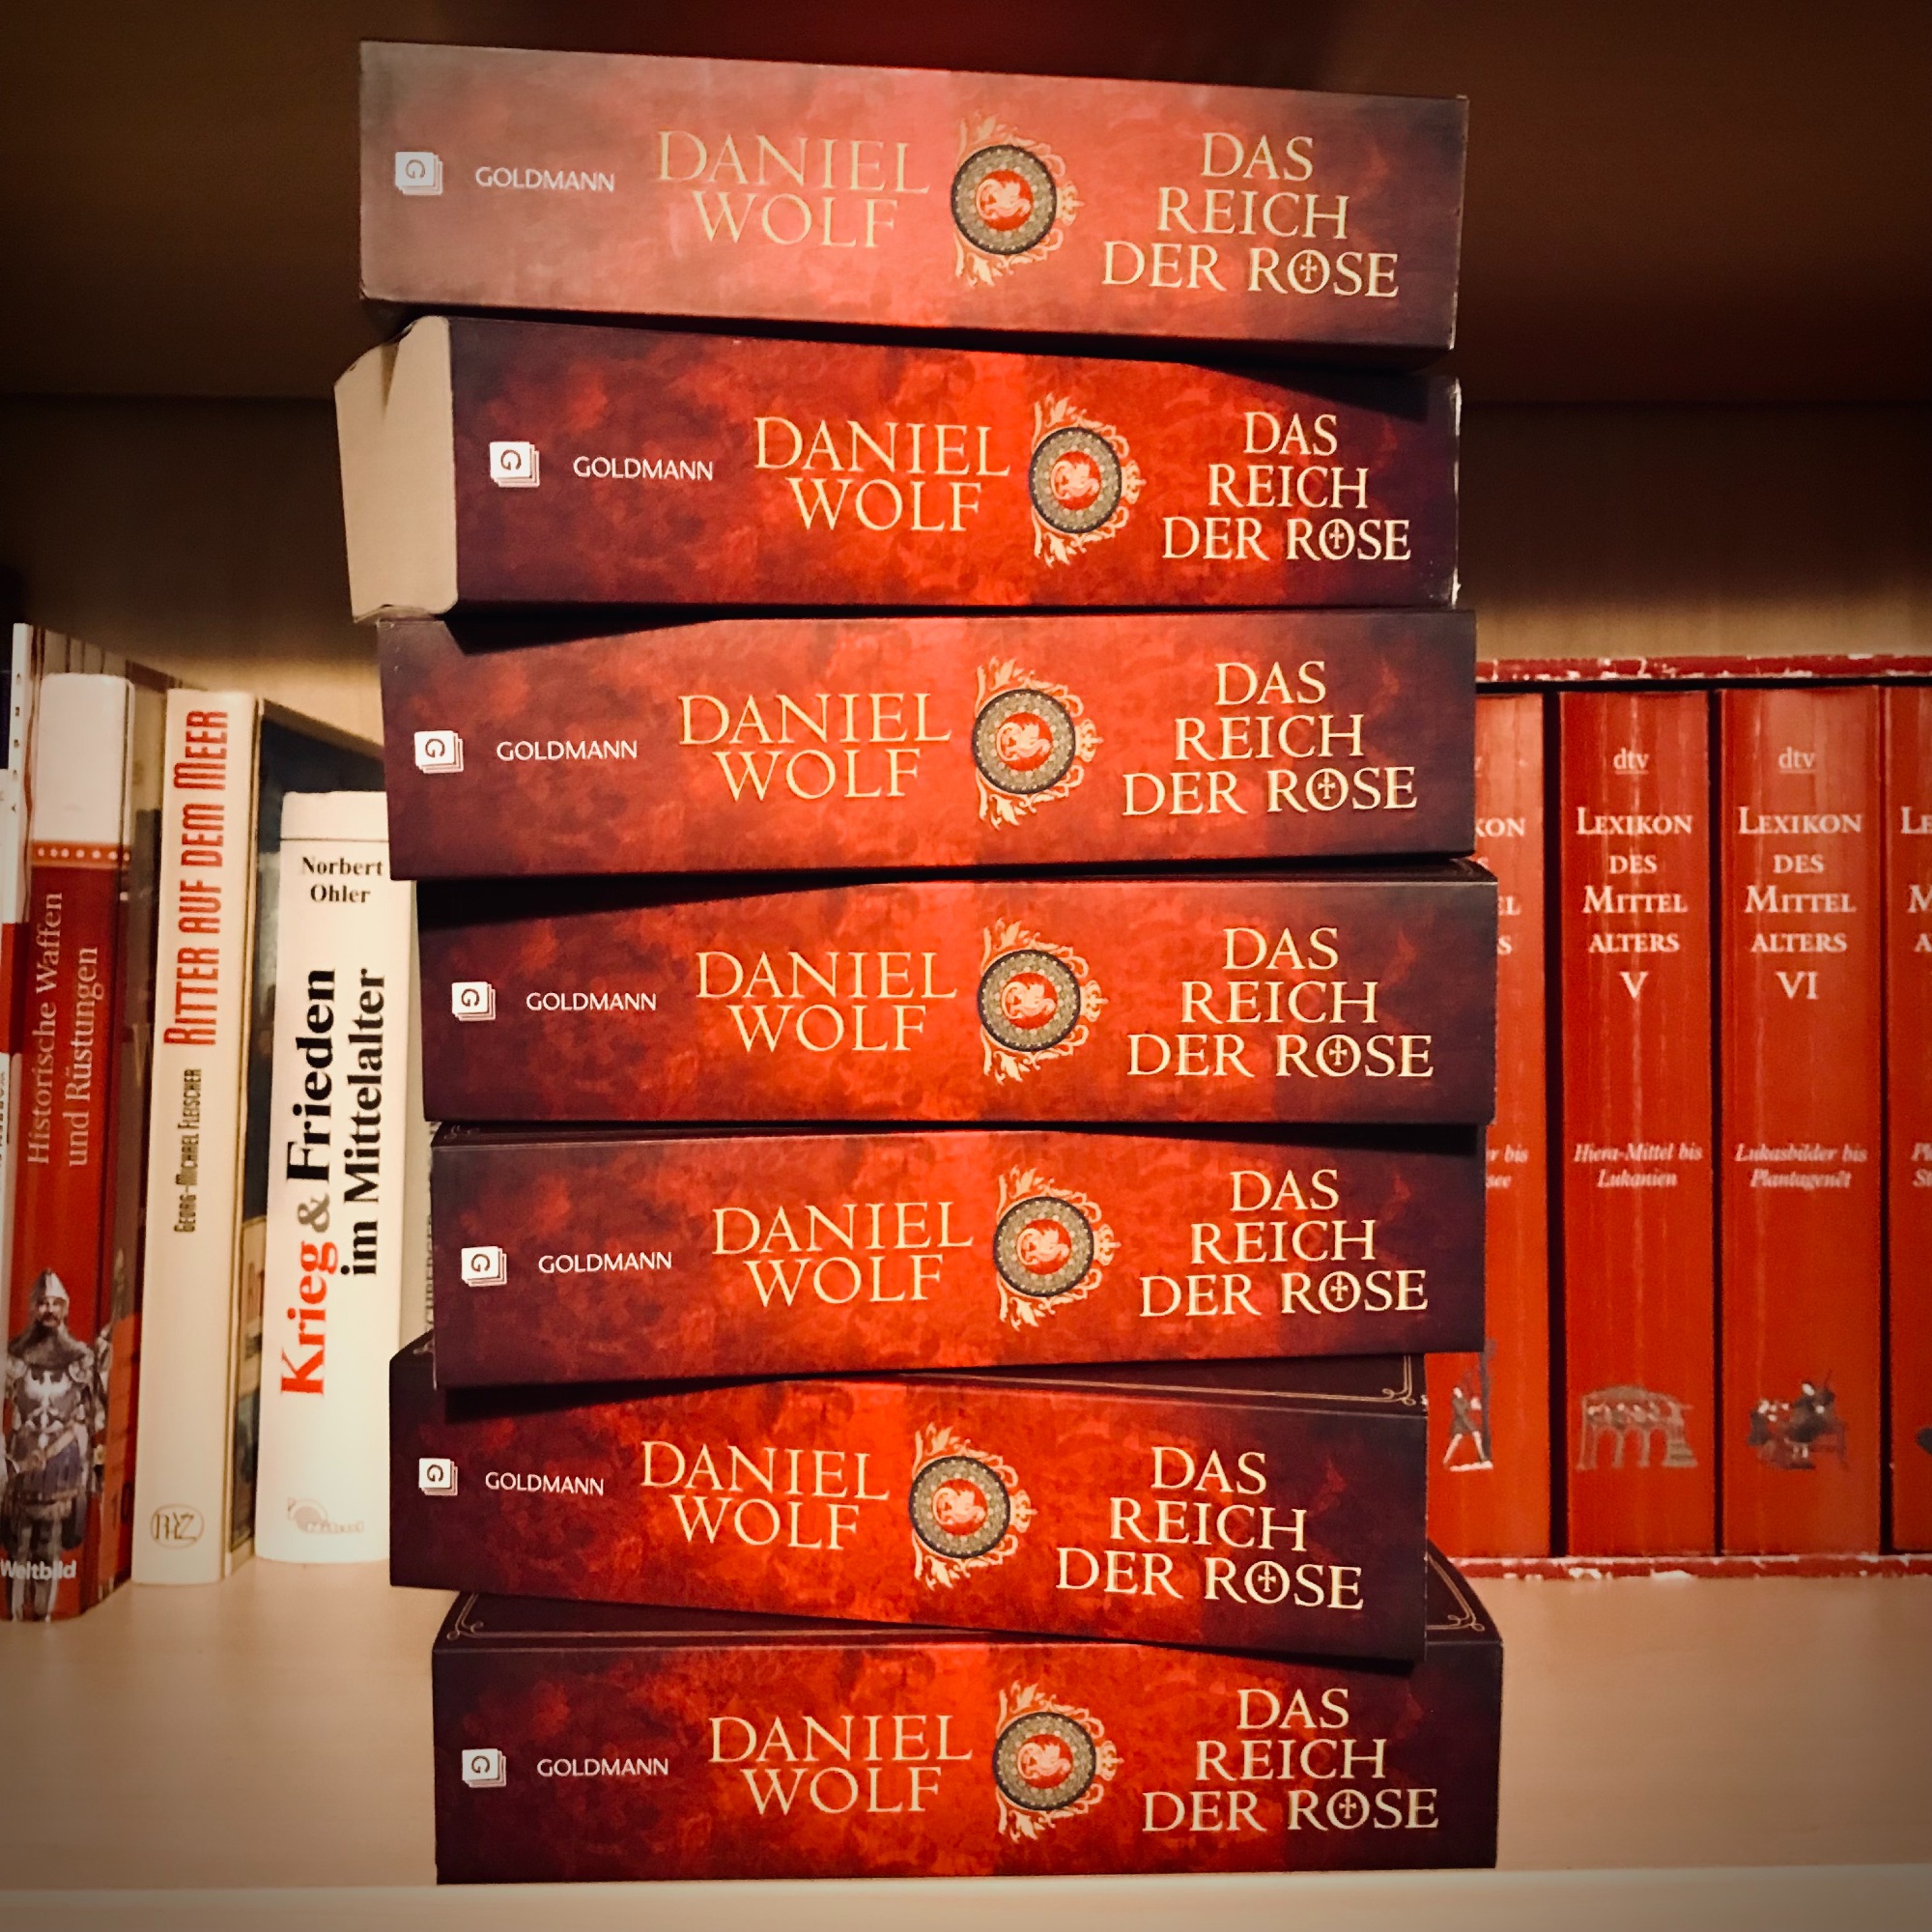 GOLDMANN
DANIEL
WOLF
DAS
REICH
DER ROSE
GOLDMANN
DANIEL
WOLF
DAS
REICH
DER ROSE
GOLDMANN
DANIEL
WOLF
DAS
REICH
DER ROSE
GOLDMANN
DANIEL
WOLF
DAS
REICH
DER ROSE
GOLDMANN
DANIEL
WOLF
DAS
REICH
DER ROSE
GOLDMANN
DANIEL
WOLF
DAS
REICH
DER ROSE
GOLDMANN
DANIEL
WOLF
DAS
REICH
DER ROSE
Historische Waffen
und Rüstungen
Weltbild
GEORG-MICHAEL FLEISCHER
RITTER AUF DEM MEER
Norbert
Ohler
Krieg & Frieden
im Mittelalter
dtv
LEXIKON
DES
MITTEL
ALTERS
V
Hiera-Mittel bis
Lukanien
dtv
LEXIKON
DES
MITTEL
ALTERS
VI
Lukasbilder bis
Plantagenêt